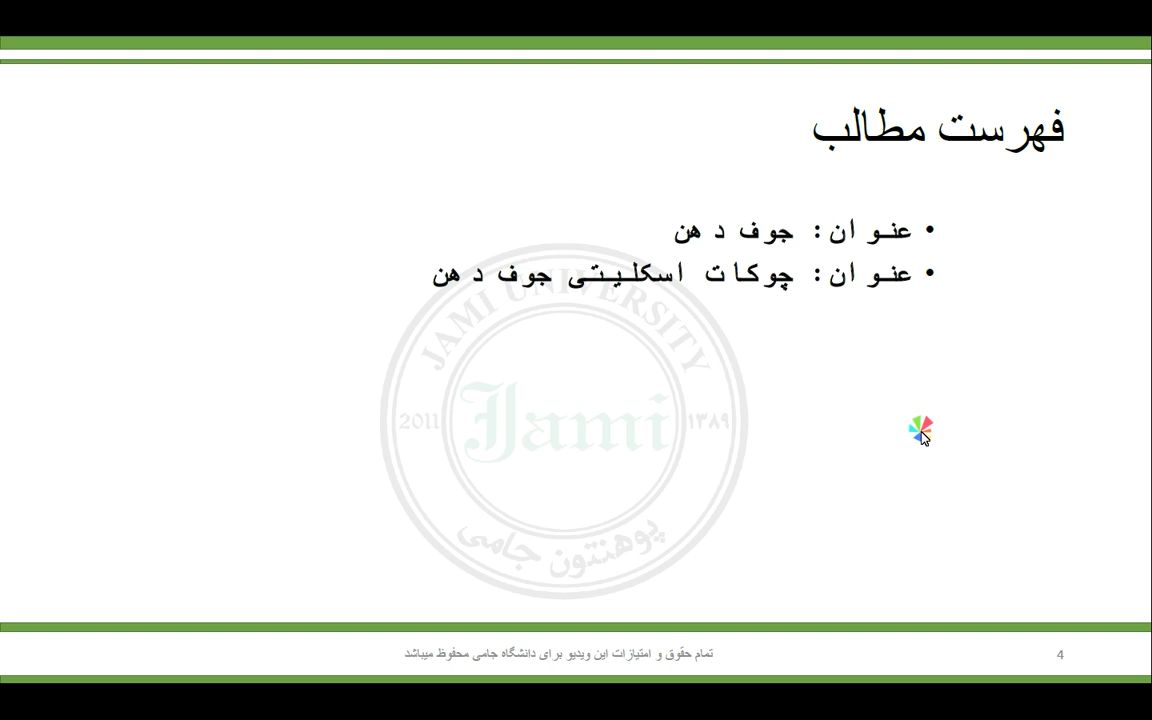 فهرست مطالب
• عنوان: جوف دهن
• عنوان: چوکات اسکلیتی جوف دهن
JAMI UNIVERSITY
2011 Jami ۱۳۸۹
پوهنتون جامی
تمام حقوق و امتیازات این ویدیو برای دانشگاه جامی محفوظ میباشد
4